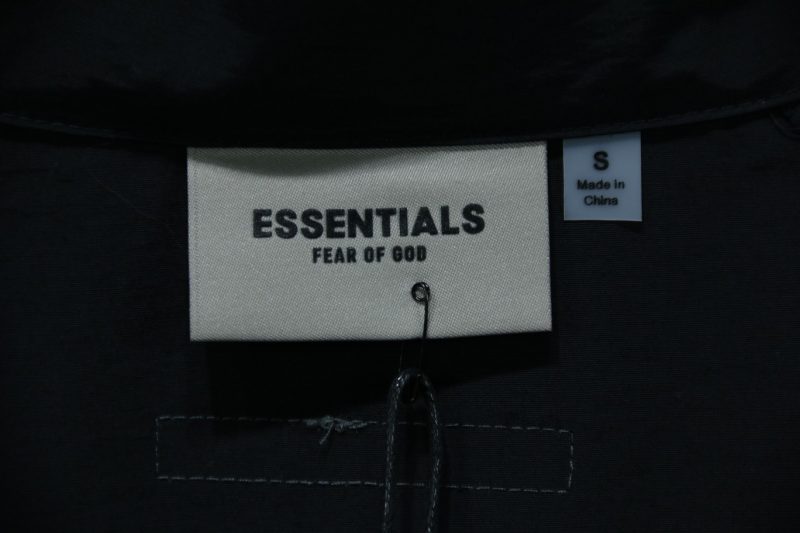 ESSENTIALS
FEAR OF GOD
S
Made in
China